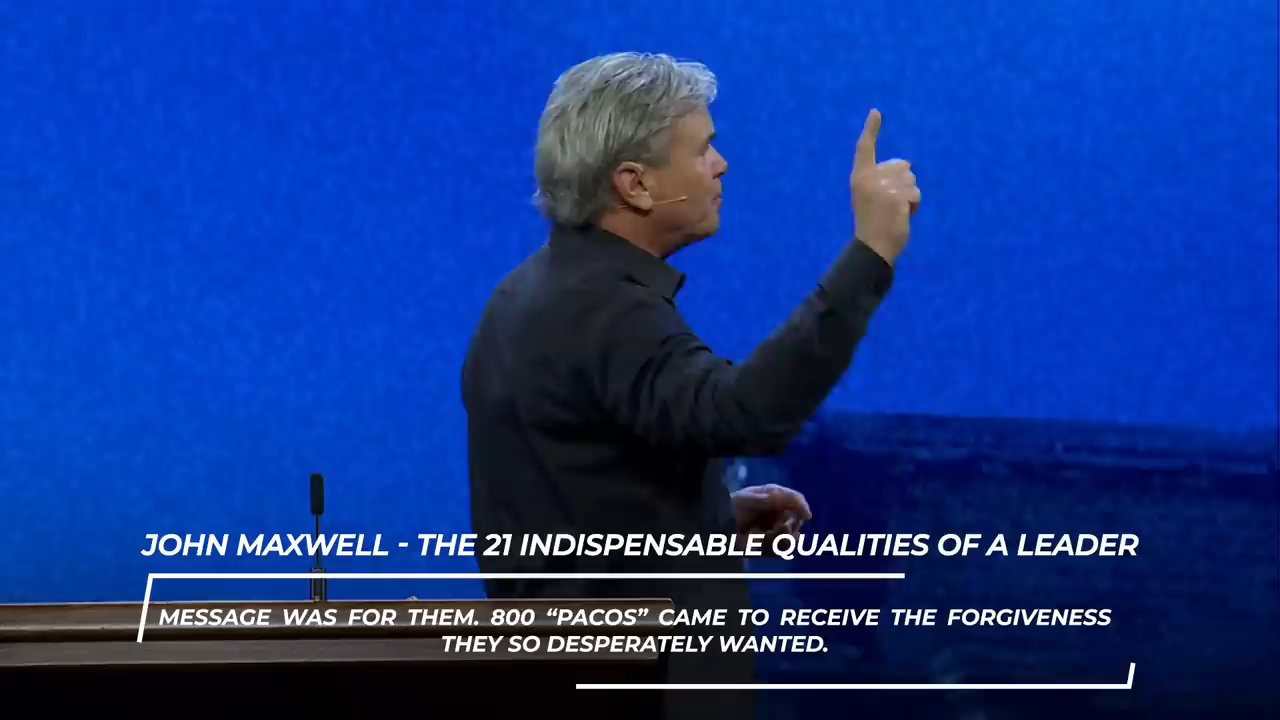 JOHN MAXWELL - THE 21 INDISPENSABLE QUALITIES OF A LEADER
MESSAGE WAS FOR THEM. 800 “PACOS” CAME TO RECEIVE THE FORGIVENESS
THEY SO DESPERATELY WANTED.